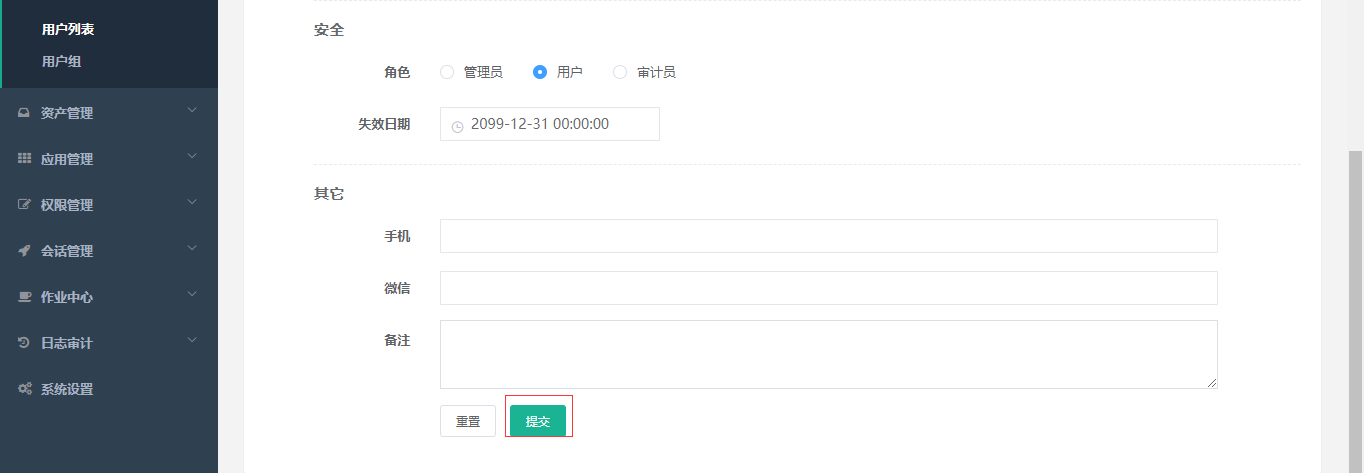 用户列表
用户组
资产管理
应用管理
权限管理
会话管理
作业中心
日志审计
系统设置
安全
角色 管理员 用户 审计员
失效日期 2099-12-31 00:00:00
其它
手机
微信
备注
重置 提交